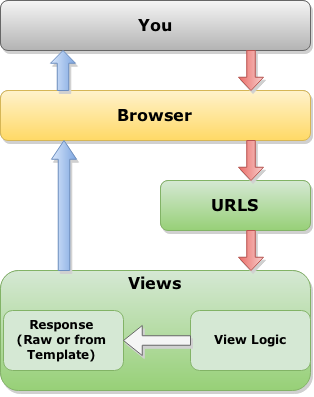 You
Browser
URLS
Views
Response
(Raw or from
Template)
View Logic